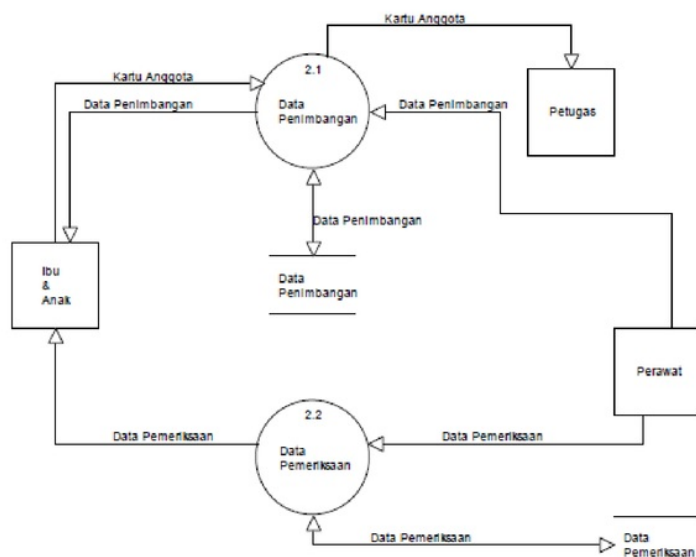 Kartu Anggota
2.1
Kartu Anggota
Data Penimbangan
Data
Penimbangan
Data Penimbangan
Petugas
Data Penimbangan
Ibu
&
Anak
Data
Penimbangan
Perawat
2.2
Data Pemeriksaan
Data
Pemeriksaan
Data Pemeriksaan
Data Pemeriksaan
Data
Pemeriksaan